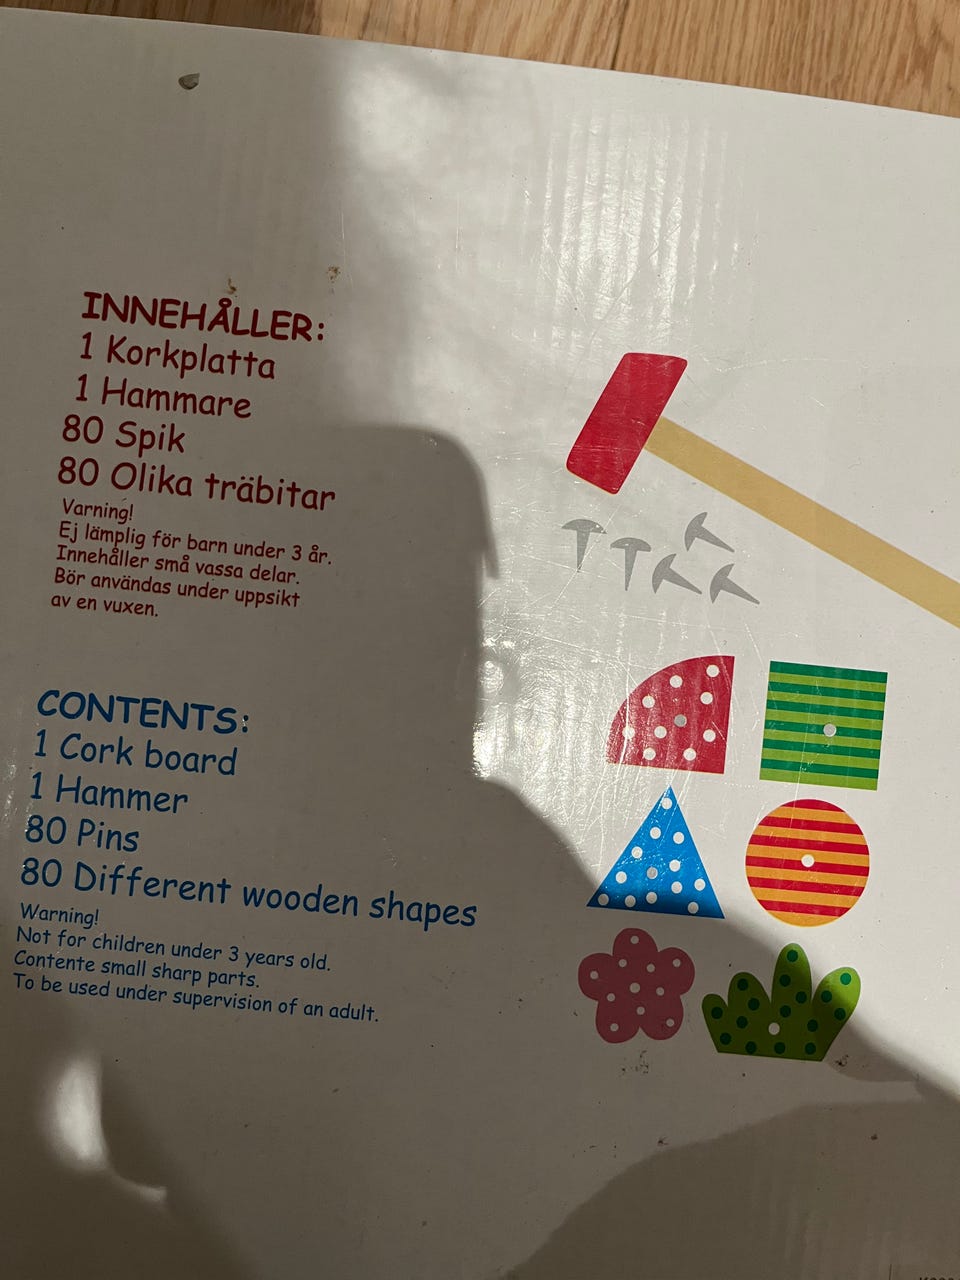 INNEHÅLLER:
1 Korkplatta
1 Hammare
80 Spik
80 Olika träbitar
Varning!
Ej lämplig för barn under 3 år.
Innehåller små vassa delar.
Bör användas under uppsikt
av en vuxen.
CONTENTS:
1 Cork board
1 Hammer
80 Pins
80 Different wooden shapes
Warning!
Not for children under 3 years old.
Contente small sharp parts.
To be used under supervision of an adult.